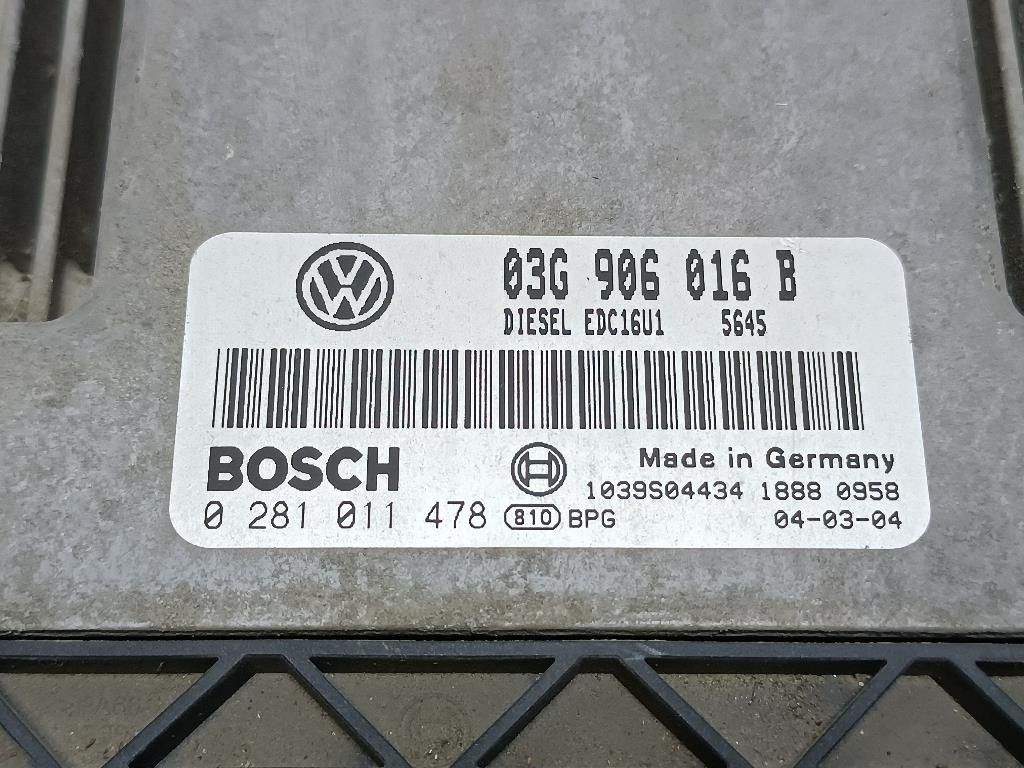 03G 906 016 B
DIESEL EDC16U1 5645
BOSCH
Made in Germany
1039S04434 1888 0958
0 281 011 478 810 BPG
04-03-04